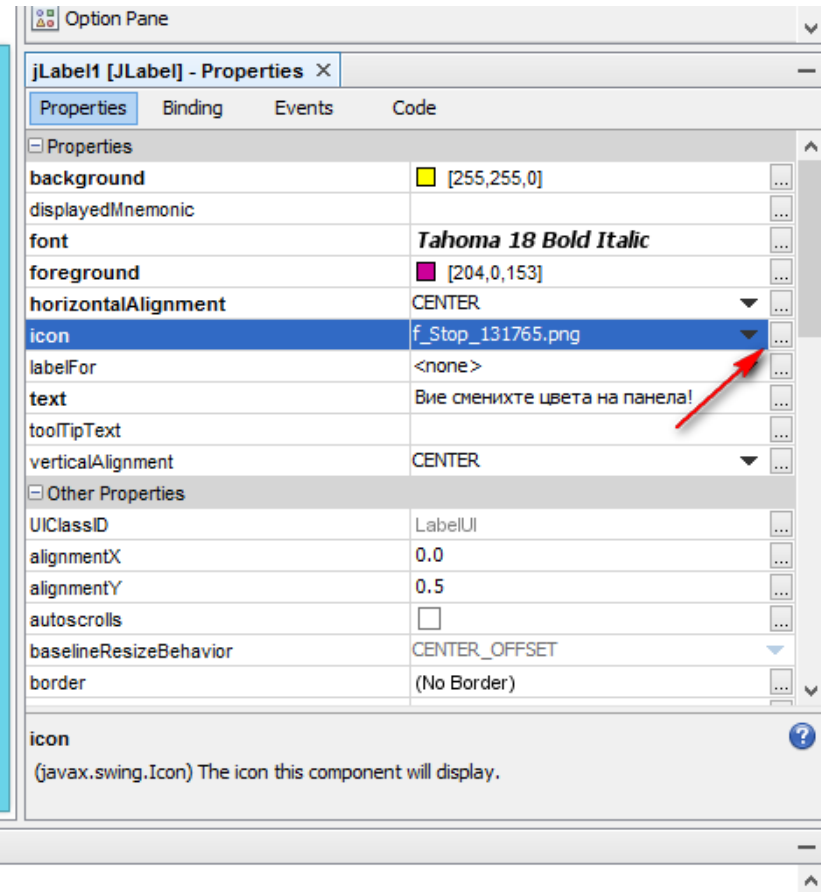 Option Pane
jLabel1 [JLabel] - Properties ×
Properties Binding Events Code
Properties
background [255,255,0] ...
displayedMnemonic ...
font Tahoma 18 Bold Italic ...
foreground [204,0,153] ...
horizontalAlignment CENTER ...
icon f_Stop_131765.png ...
labelFor <none> ...
text Вие сменихте цвета на панела! ...
toolTipText ...
verticalAlignment CENTER ...
Other Properties
UIClassID LabelUI ...
alignmentX 0.0 ...
alignmentY 0.5 ...
autoscrolls ...
baselineResizeBehavior CENTER_OFFSET
border (No Border) ...
icon
(javax.swing.Icon) The icon this component will display.